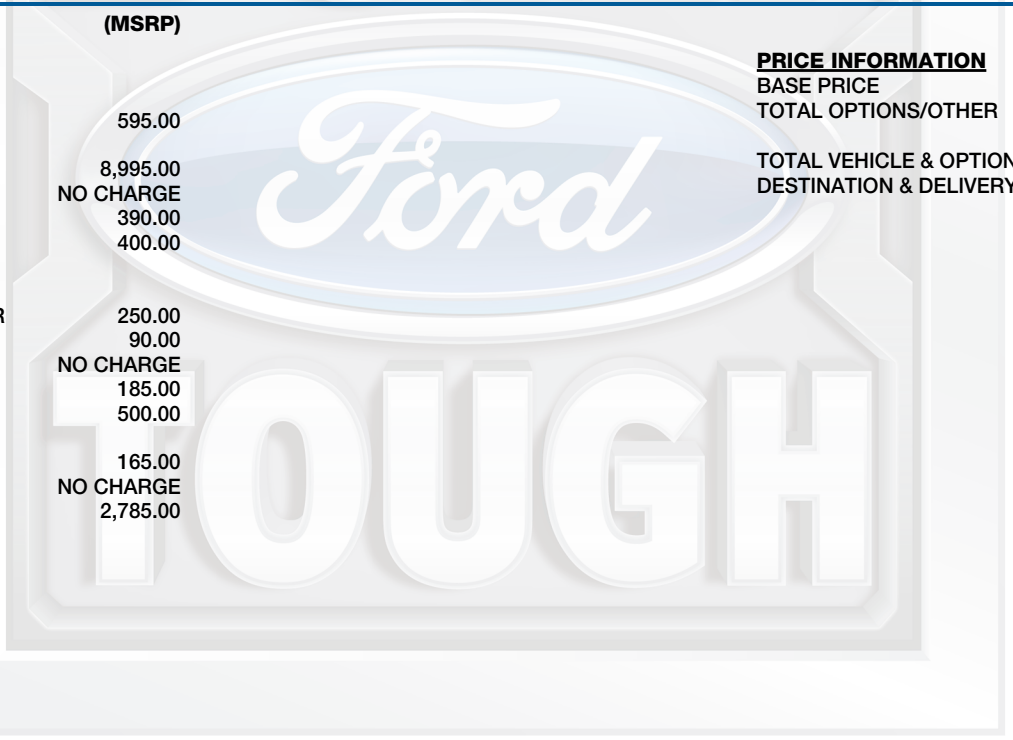 (MSRP)
595.00
8,995.00
NO CHARGE
390.00
400.00
R 250.00
90.00
NO CHARGE
185.00
500.00
165.00
NO CHARGE
2,785.00
PRICE INFORMATION
BASE PRICE
TOTAL OPTIONS/OTHER
TOTAL VEHICLE & OPTION
DESTINATION & DELIVERY
Ford
TOUGH